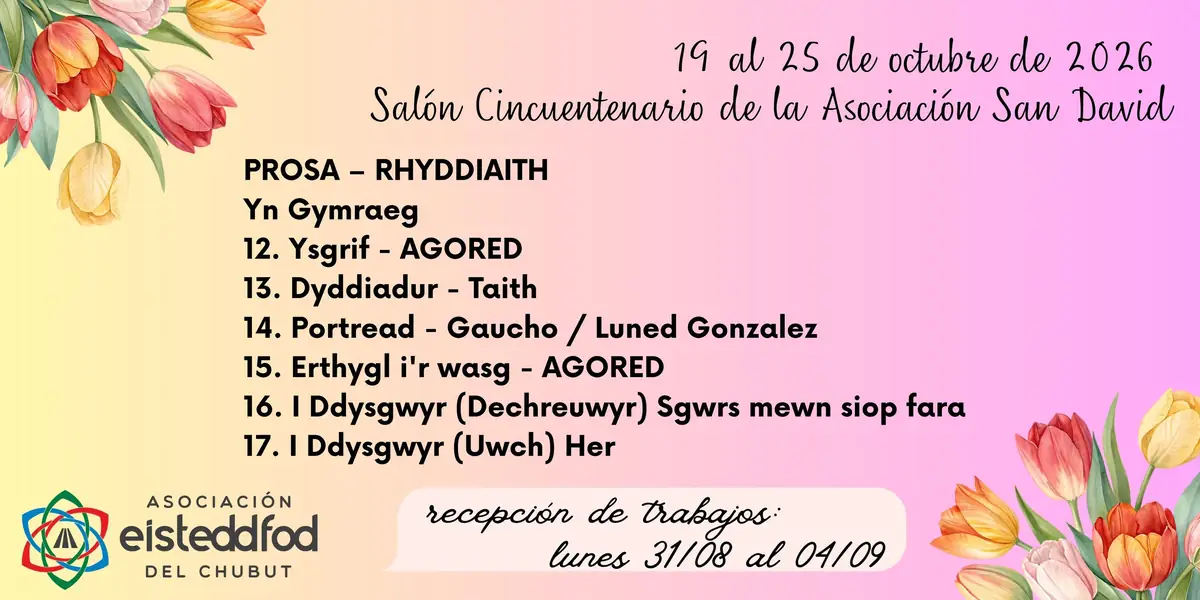 19 al 25 de octubre de 2026
Salón Cincuentenario de la Asociación San David
PROSA – RHYDDIAITH
Yn Gymraeg
12. Ysgrif - AGORED
13. Dyddiadur - Taith
14. Portread - Gaucho / Luned Gonzalez
15. Erthygl i'r wasg - AGORED
16. I Ddysgwyr (Dechreuwyr) Sgwrs mewn siop fara
17. I Ddysgwyr (Uwch) Her
ASOCIACIÓN
eisteddfod
DEL CHUBUT
recepción de trabajos:
lunes 31/08 al 04/09